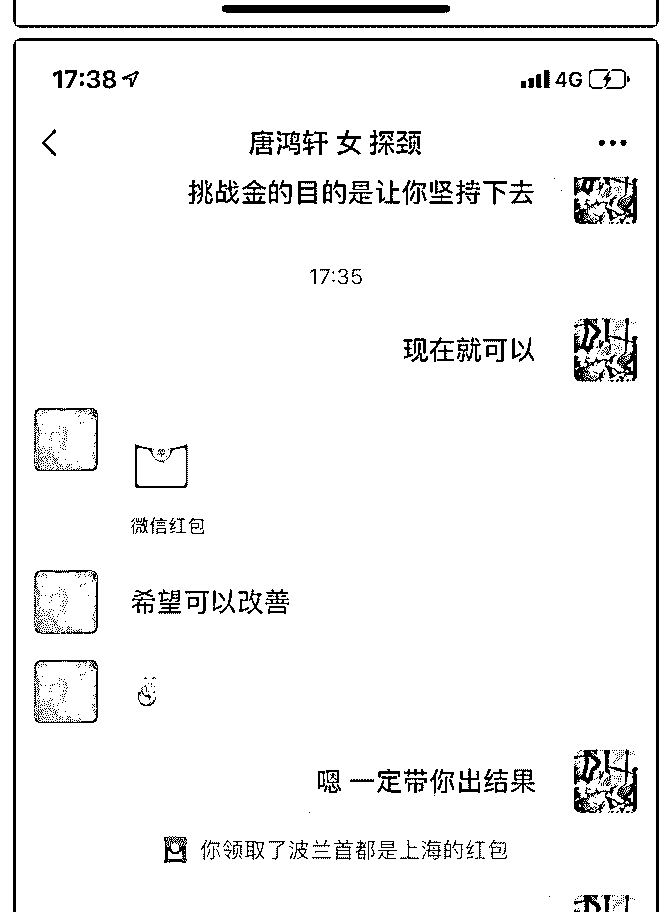 17:38
4G
唐鸿轩 女 探颈
挑战金的目的是让你坚持下去
17:35
现在就可以
微信红包
希望可以改善
嗯 一定带你出结果
你领取了波兰首都是上海的红包